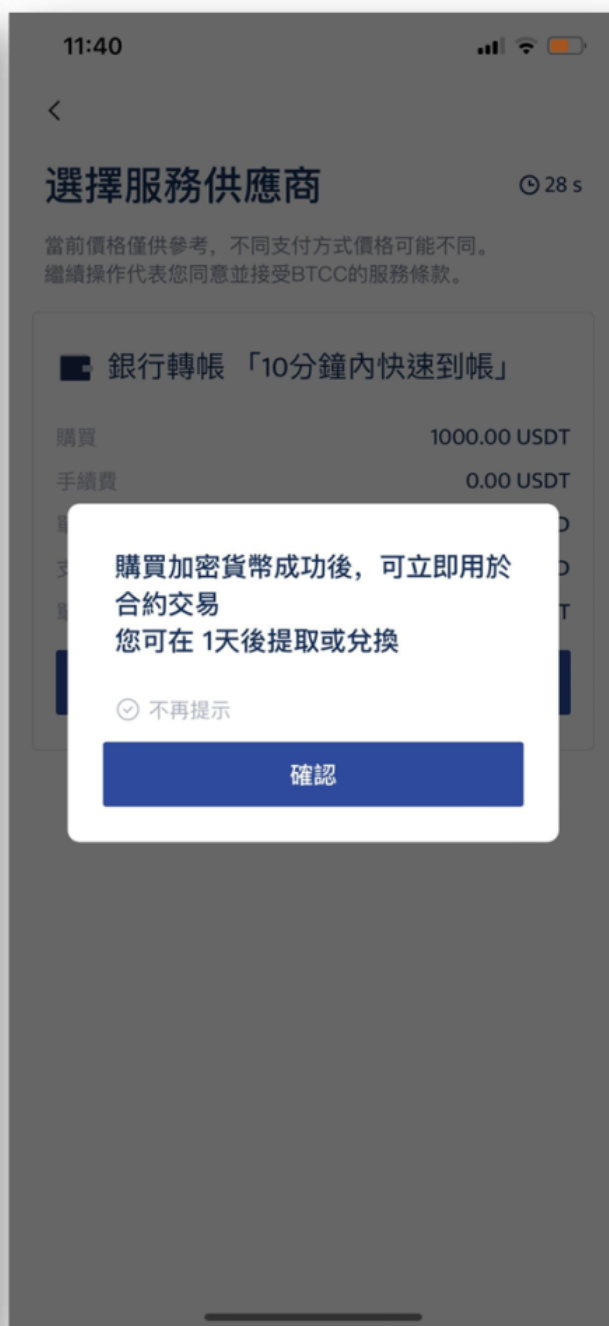 11:40
選擇服務供應商
28 s
當前價格僅供參考，不同支付方式價格可能不同。
繼續操作代表您同意並接受BTCC的服務條款。
銀行轉帳 「10分鐘內快速到帳」
購買 1000.00 USDT
手續費 0.00 USDT
購買加密貨幣成功後，可立即用於
合約交易
您可在 1天後提取或兌換
不再提示
確認